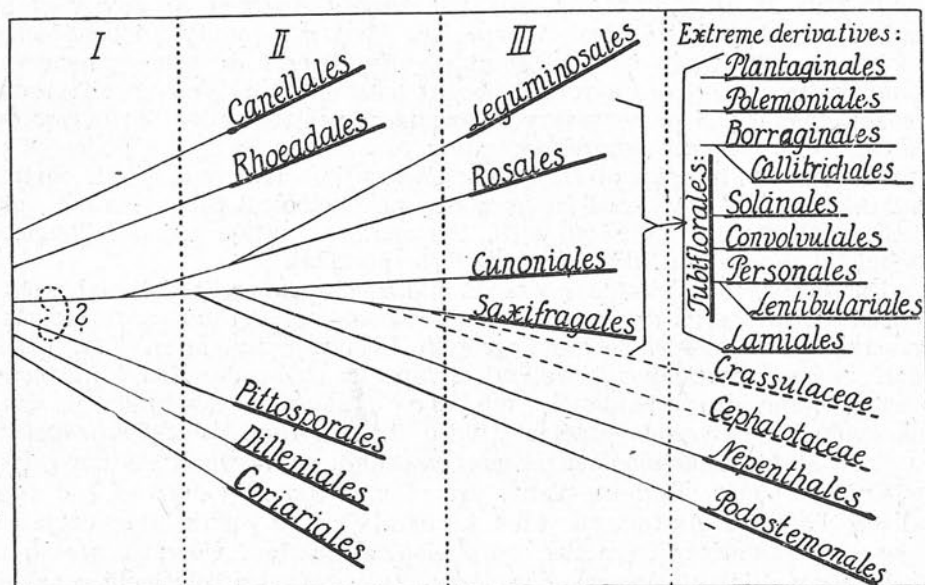 I
II
III
Extreme derivatives:
Canellales
Rhoeadales
Leguminosales
Rosales
Cunoniales
Saxifragales
Pittosporales
Dilleniales
Coriariales
?
Tubiflorales:
Plantaginales
Polemoniales
Borraginales
Callitrichales
Solánales
Convolvulales
Personales
Lentibulariales
Lamiales
Crassulaceae
Cephalotaceae
Nepenthales
Podostemonales